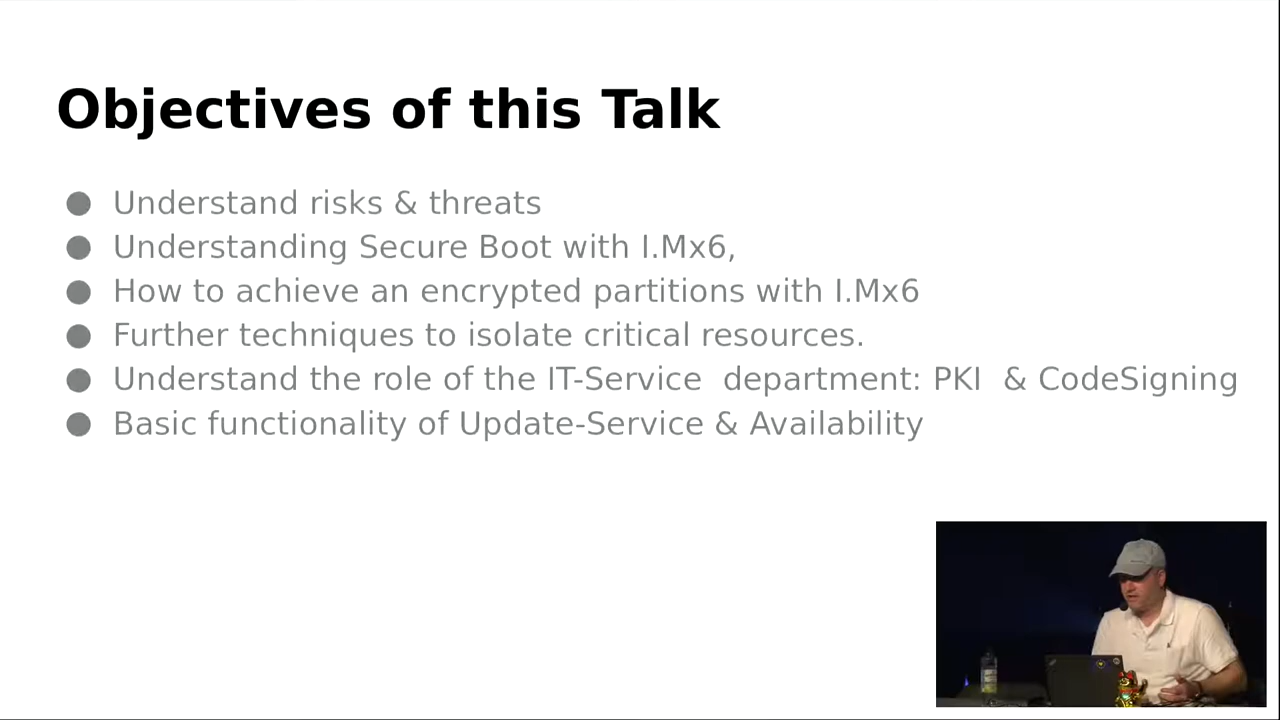 Objectives of this Talk
● Understand risks & threats
● Understanding Secure Boot with I.Mx6,
● How to achieve an encrypted partitions with I.Mx6
● Further techniques to isolate critical resources.
● Understand the role of the IT-Service  department: PKI  & CodeSigning
● Basic functionality of Update-Service & Availability